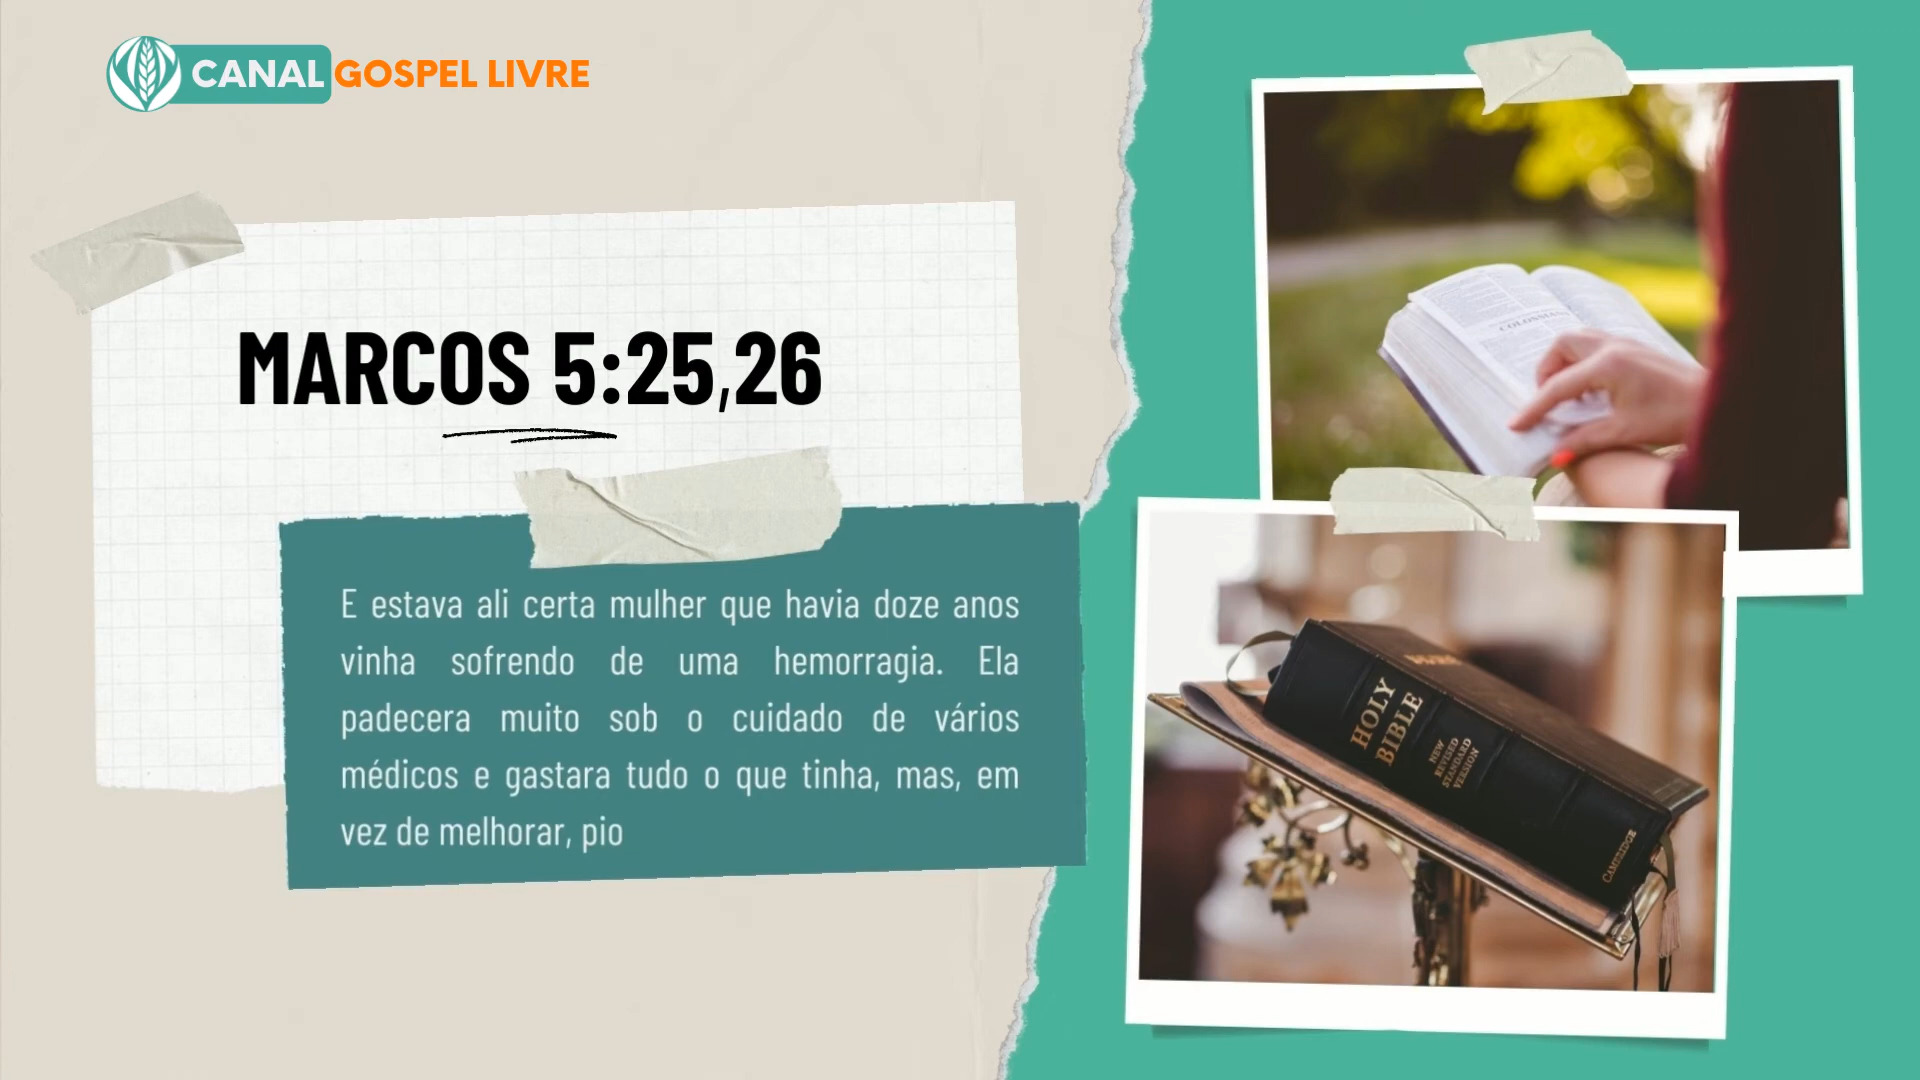 CANAL GOSPEL LIVRE
MARCOS 5:25,26
E estava ali certa mulher que havia doze anos
vinha sofrendo de uma hemorragia. Ela
padecera muito sob o cuidado de vários
médicos e gastara tudo o que tinha, mas, em
vez de melhorar, pio
COLOSSIANS
HOLY
BIBLE
NEW
REVISED
STANDARD
VERSION
CAMBRIDGE